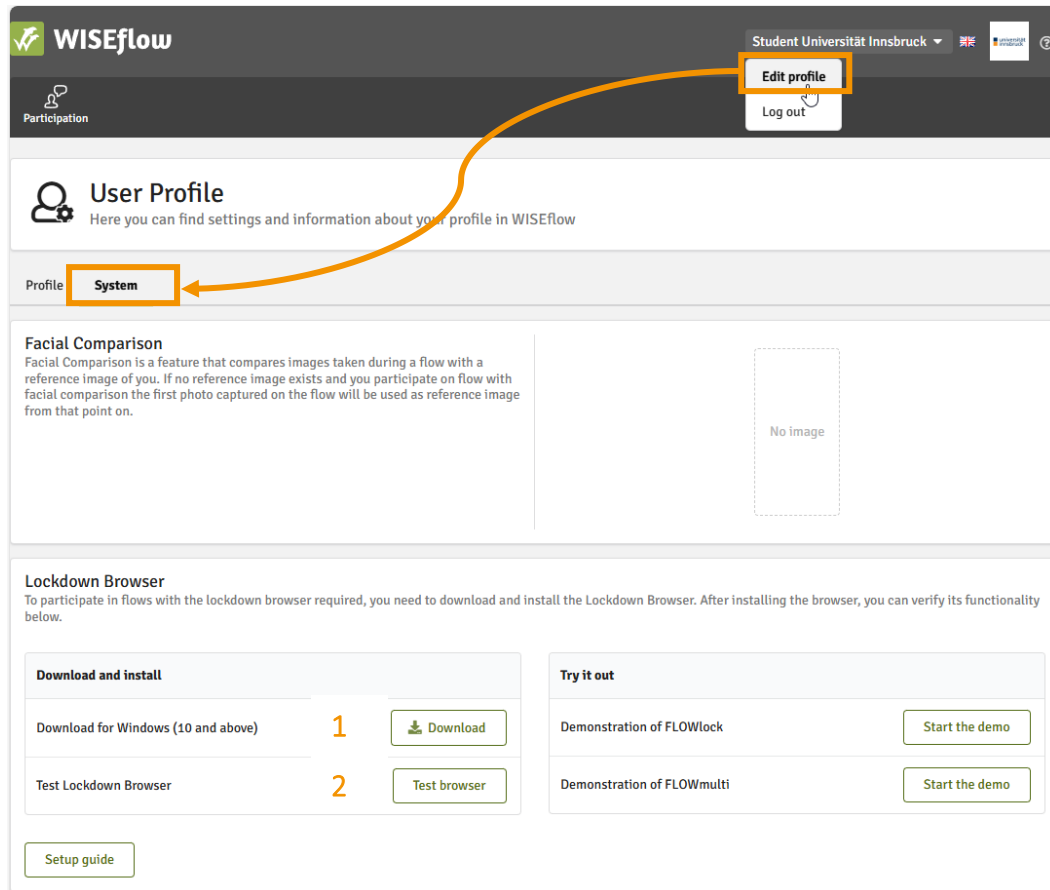 WISEflow
Student Universität Innsbruck
universität
innsbruck
Edit profile
Log out
Participation
User Profile
Here you can find settings and information about your profile in WISEflow
Profile
System
Facial Comparison
Facial Comparison is a feature that compares images taken during a flow with a
reference image of you. If no reference image exists and you participate on flow with
facial comparison the first photo captured on the flow will be used as reference image
from that point on.
No image
Lockdown Browser
To participate in flows with the lockdown browser required, you need to download and install the Lockdown Browser. After installing the browser, you can verify its functionality
below.
Download and install
Download for Windows (10 and above)
1
Download
Test Lockdown Browser
2
Test browser
Try it out
Demonstration of FLOWlock
Start the demo
Demonstration of FLOWmulti
Start the demo
Setup guide